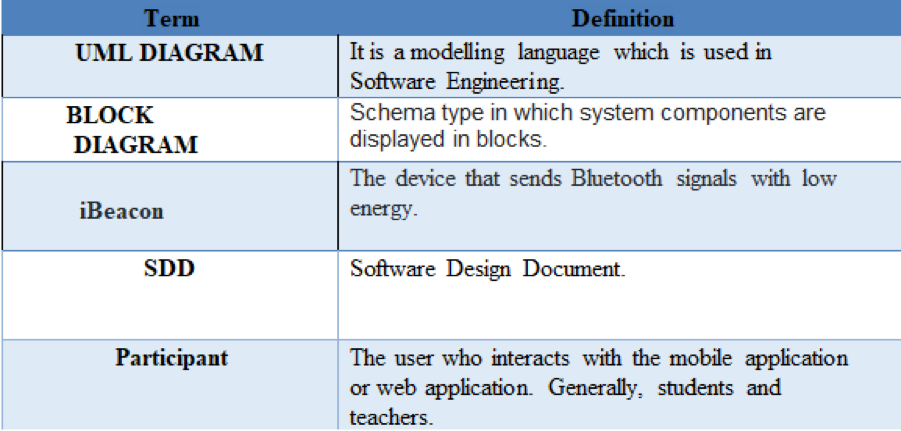 Term Definition
UML DIAGRAM It is a modelling language which is used in
Software Engineering.
BLOCK Schema type in which system components are
DIAGRAM displayed in blocks.
The device that sends Bluetooth signals with low
iBeacon energy.
SDD Software Design Document.
Participant The user who interacts with the mobile application
or web application. Generally, students and
teachers.